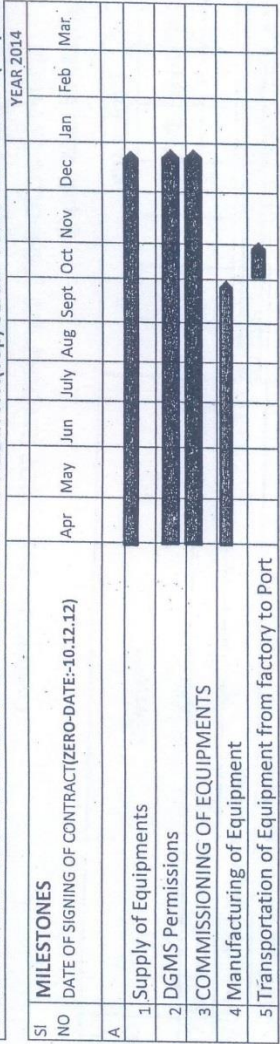 YEAR 2014
SI NO MILESTONES
DATE OF SIGNING OF CONTRACT(ZERO-DATE:-10.12.12)
Apr May Jun July Aug Sept Oct Nov Dec Jan Feb Mar
A
1 Supply of Equipments
2 DGMS Permissions
3 COMMISSIONING OF EQUIPMENTS
4 Manufacturing of Equipment
5 Transportation of Equipment from factory to Port